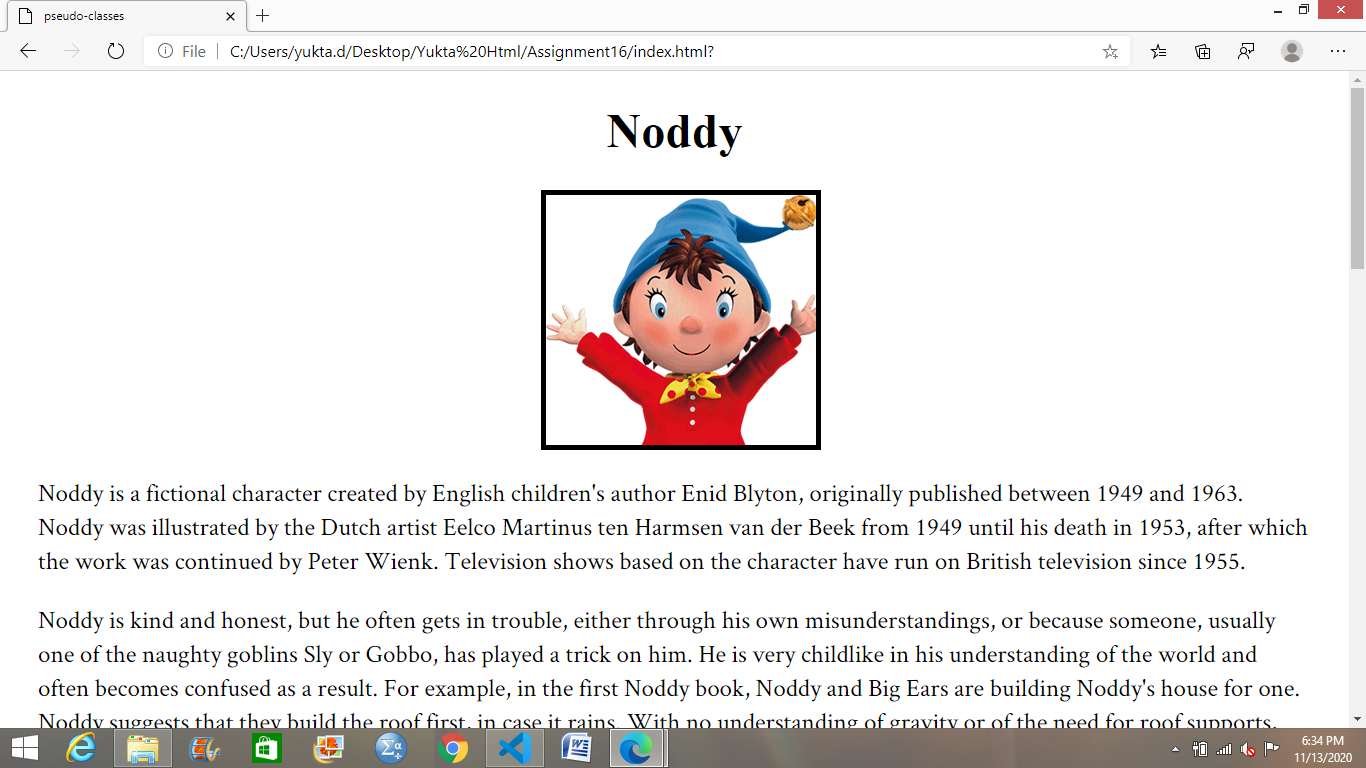 pseudo-classes
File
C:/Users/yukta.d/Desktop/Yukta%20Html/Assignment16/index.html?
Noddy
Noddy is a fictional character created by English children's author Enid Blyton, originally published between 1949 and 1963.
Noddy was illustrated by the Dutch artist Eelco Martinus ten Harmsen van der Beek from 1949 until his death in 1953, after which
the work was continued by Peter Wienk. Television shows based on the character have run on British television since 1955.
Noddy is kind and honest, but he often gets in trouble, either through his own misunderstandings, or because someone, usually
one of the naughty goblins Sly or Gobbo, has played a trick on him. He is very childlike in his understanding of the world and
often becomes confused as a result. For example, in the first Noddy book, Noddy and Big Ears are building Noddy's house for one.
Noddy suggests that they build the roof first, in case it rains. With no understanding of gravity or of the need for roof supports,
6:34 PM
11/13/2020